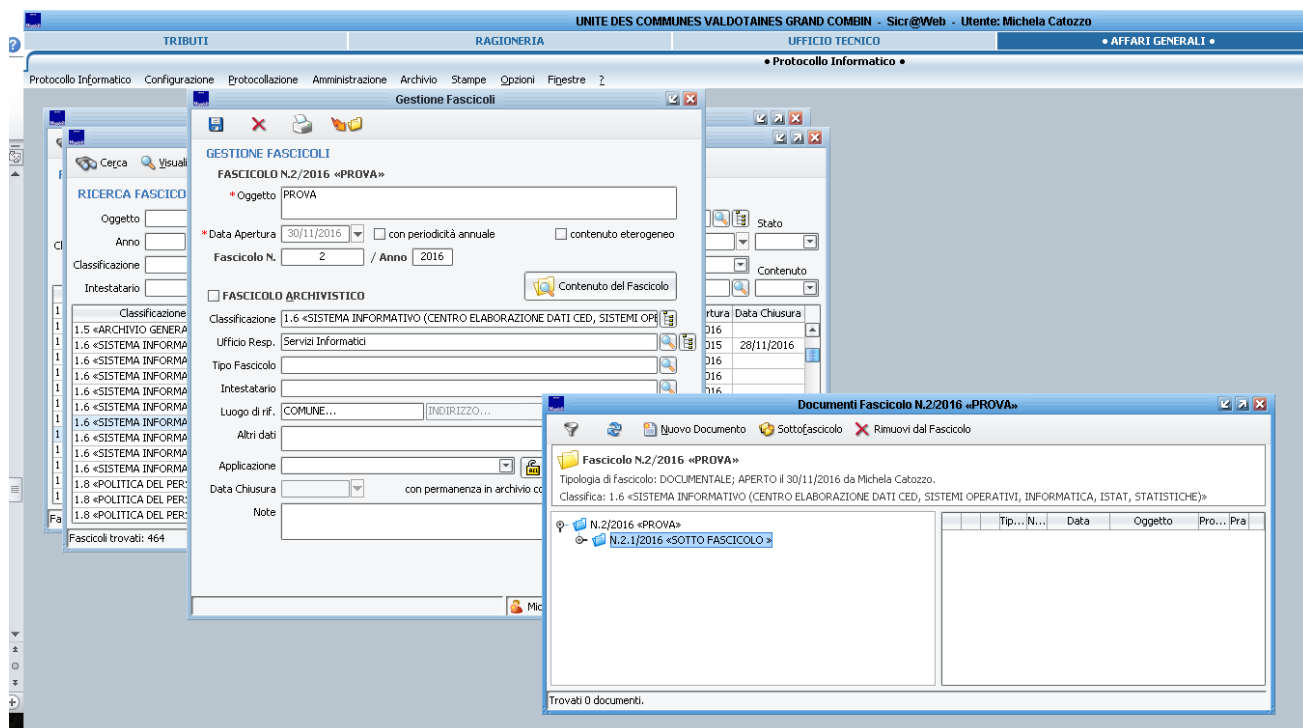 UNITE DES COMMUNES VALDOTAINES GRAND COMBIN - Sicr@Web - Utente: Michela Catozzo
TRIBUTI RAGIONERIA UFFICIO TECNICO • AFFARI GENERALI •
• Protocollo Informatico •
Protocollo Informatico Configurazione Protocollazione Amministrazione Archivio Stampe Opzioni Finestre ?
Gestione Fascicoli
GESTIONE FASCICOLI
FASCICOLO N.2/2016 «PROVA»
* Oggetto PROVA
* Data Apertura 30/11/2016 con periodicità annuale contenuto eterogeneo
Fascicolo N. 2 / Anno 2016
Contenuto del Fascicolo
FASCICOLO ARCHIVISTICO
Classificazione 1.6 «SISTEMA INFORMATIVO (CENTRO ELABORAZIONE DATI CED, SISTEMI OPE
Ufficio Resp. Servizi Informatici
Tipo Fascicolo
Intestatario
Luogo di rif. COMUNE... INDIRIZZO...
Altri dati
Applicazione
Data Chiusura con permanenza in archivio co
Note
Mic
Cerca Visuali
RICERCA FASCICO
Oggetto
Anno
Classificazione
Intestatario
Stato
Contenuto
Classificazione
rtura Data Chiusura
1.5 «ARCHIVIO GENERA 016
1.6 «SISTEMA INFORMA 015 28/11/2016
1.6 «SISTEMA INFORMA 016
1.6 «SISTEMA INFORMA 016
1.6 «SISTEMA INFORMA 016
1.6 «SISTEMA INFORMA
1.6 «SISTEMA INFORMA
1.6 «SISTEMA INFORMA
1.6 «SISTEMA INFORMA
1.6 «SISTEMA INFORMA
1.8 «POLITICA DEL PER
1.8 «POLITICA DEL PER
Fascicoli trovati: 464
Documenti Fascicolo N.2/2016 «PROVA»
Nuovo Documento Sottofascicolo Rimuovi dal Fascicolo
Fascicolo N.2/2016 «PROVA»
Tipologia di fascicolo: DOCUMENTALE; APERTO il 30/11/2016 da Michela Catozzo.
Classifica: 1.6 «SISTEMA INFORMATIVO (CENTRO ELABORAZIONE DATI CED, SISTEMI OPERATIVI, INFORMATICA, ISTAT, STATISTICHE)»
N.2/2016 «PROVA»
N.2.1/2016 «SOTTO FASCICOLO »
Tip... N... Data Oggetto Pro... Pra
Trovati 0 documenti.